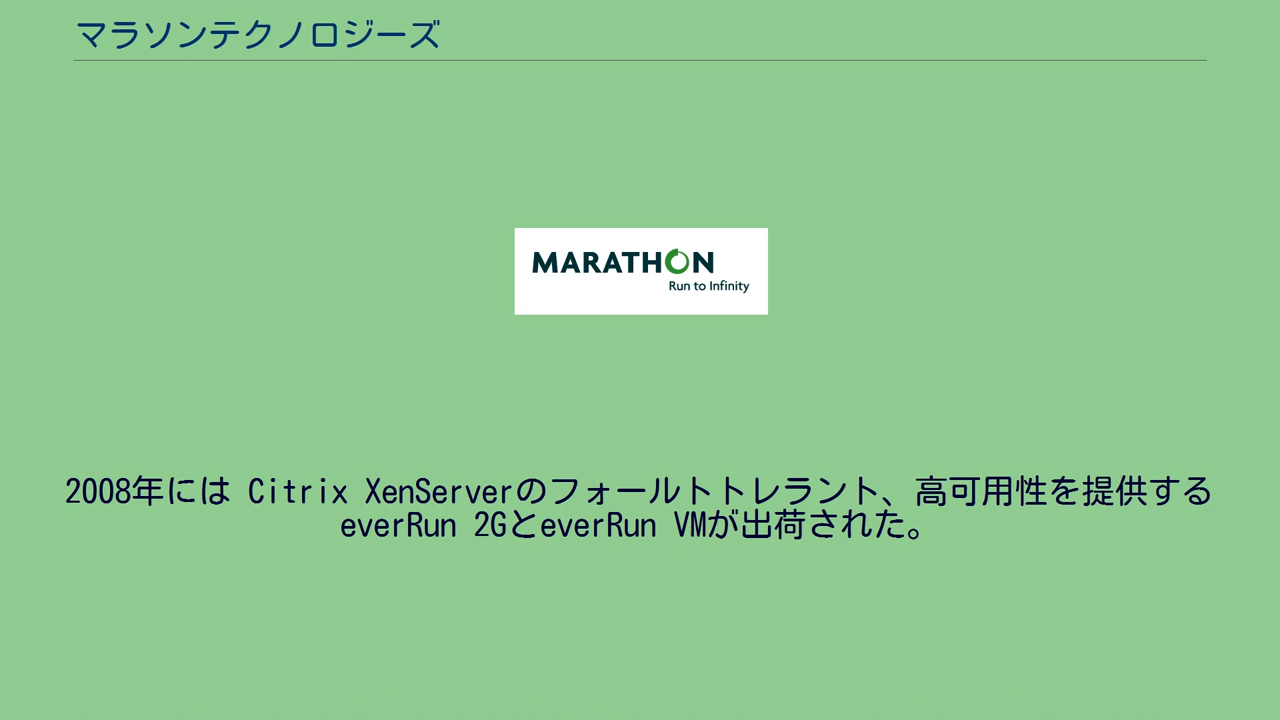 マラソンテクノロジーズ
MARATHON
Run to Infinity
2008年には Citrix XenServerのフォールトトレラント、高可用性を提供する
everRun 2GとeverRun VMが出荷された。